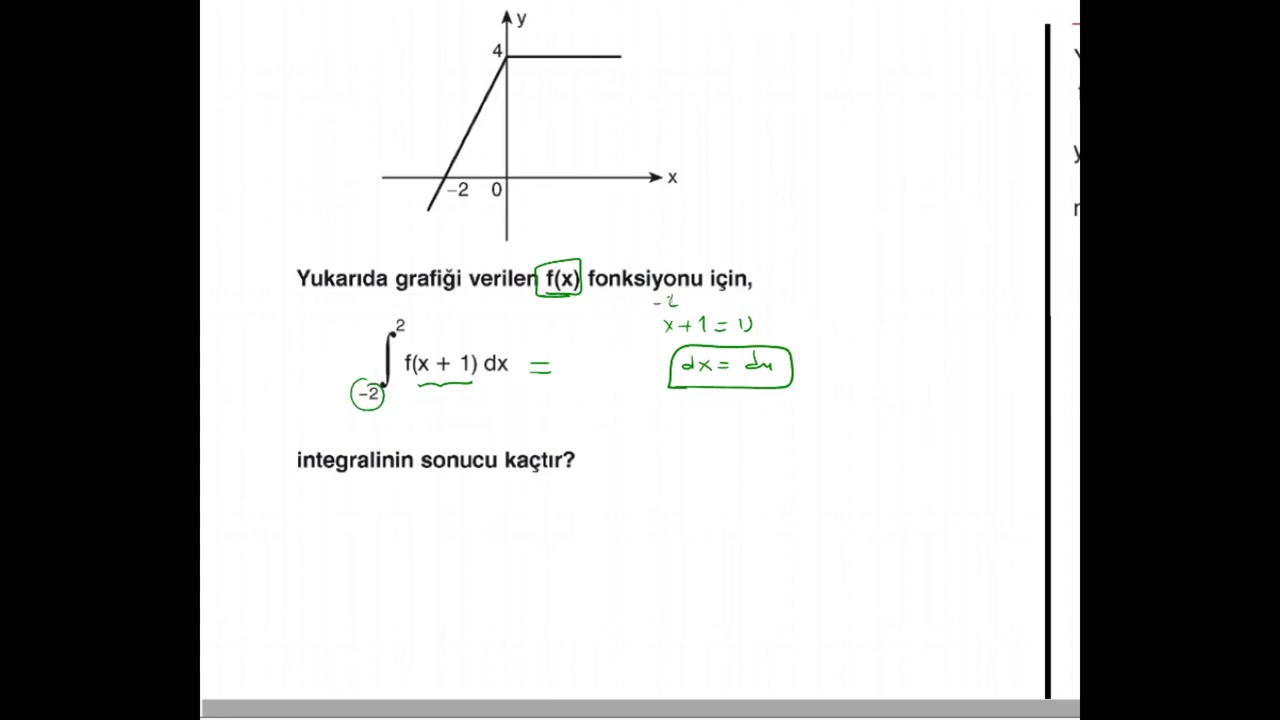 y
4
x
−2 0
Yukarıda grafiği verilen f(x) fonksiyonu için,
-2
x+1 = u
2
∫ f(x + 1) dx =
dx = du
−2
integralinin sonucu kaçtır?